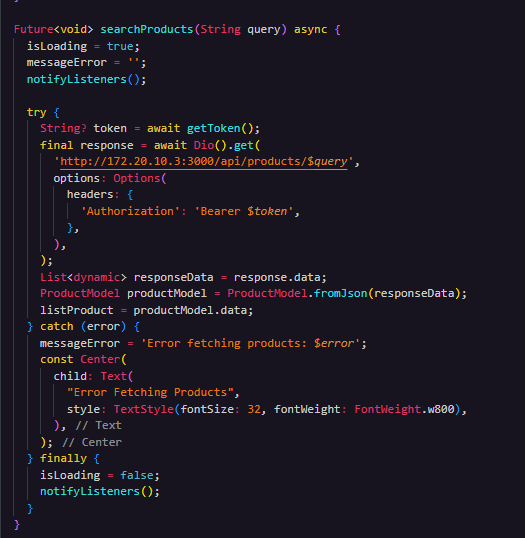 Future<void> searchProducts(String query) async {
isLoading = true;
messageError = '';
notifyListeners();
try {
String? token = await getToken();
final response = await Dio().get(
'http://172.20.10.3:3000/api/products/$query',
options: Options(
headers: {
'Authorization': 'Bearer $token',
},
),
);
List<dynamic> responseData = response.data;
ProductModel productModel = ProductModel.fromJson(responseData);
listProduct = productModel.data;
} catch (error) {
messageError = 'Error fetching products: $error';
const Center(
child: Text(
"Error Fetching Products",
style: TextStyle(fontSize: 32, fontWeight: FontWeight.w800),
), // Text
); // Center
} finally {
isLoading = false;
notifyListeners();
}
}